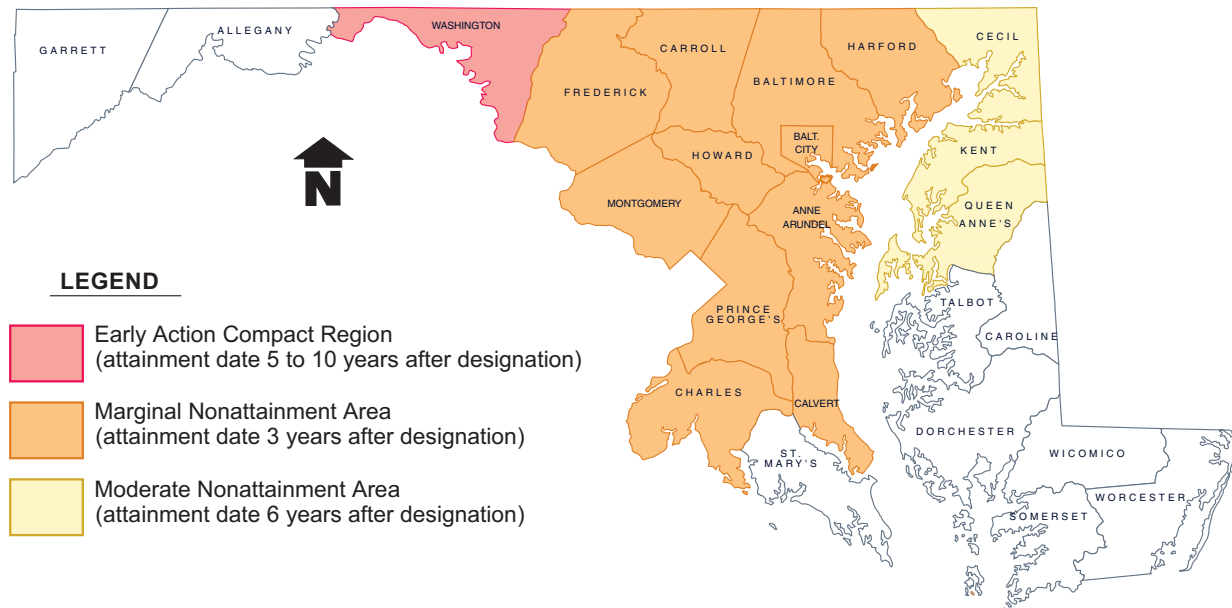 GARRETT
ALLEGANY
WASHINGTON
FREDERICK
CARROLL
BALTIMORE
HARFORD
CECIL
BALT.
CITY
HOWARD
KENT
MONTGOMERY
ANNE
ARUNDEL
QUEEN
ANNE'S
N
LEGEND
Early Action Compact Region
(attainment date 5 to 10 years after designation)
Marginal Nonattainment Area
(attainment date 3 years after designation)
Moderate Nonattainment Area
(attainment date 6 years after designation)
PRINCE
GEORGE'S
TALBOT
CAROLINE
CHARLES
CALVERT
ST.
MARY'S
DORCHESTER
WICOMICO
WORCESTER
SOMERSET